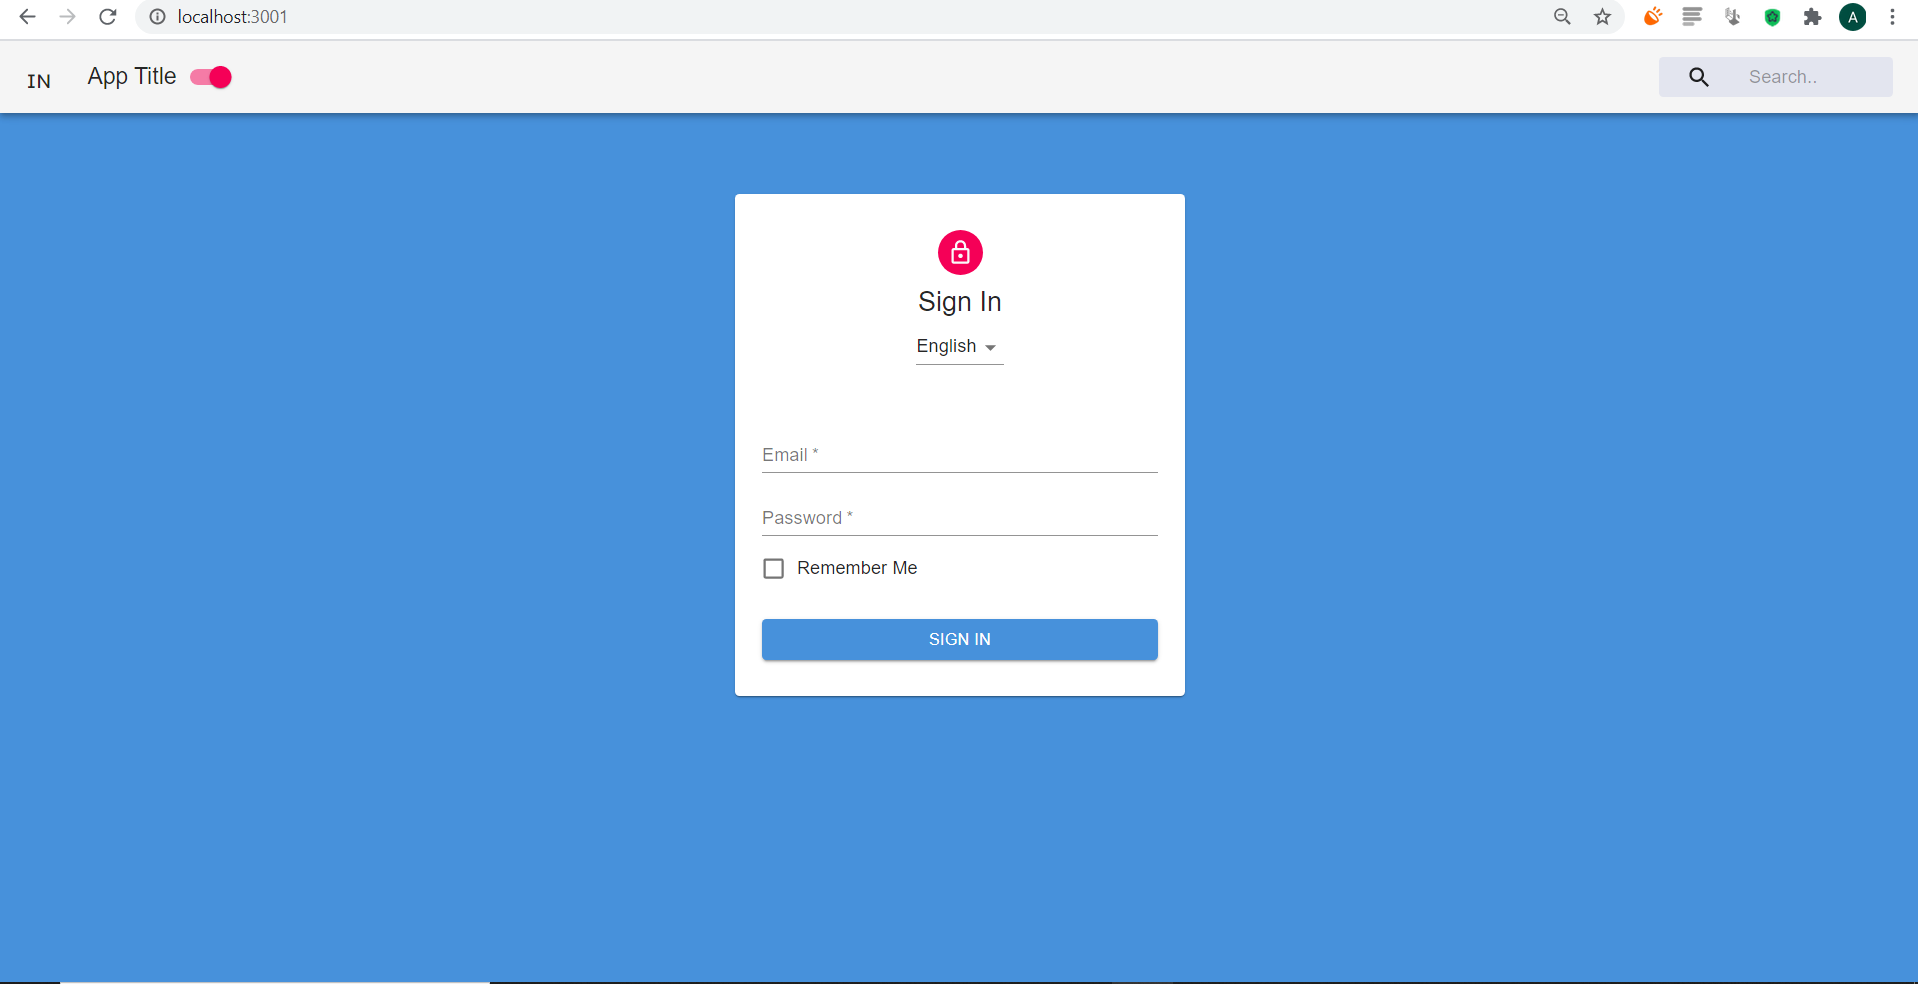 localhost:3001
A
IN
App Title
Search..
Sign In
English
Email *
Password *
Remember Me
SIGN IN